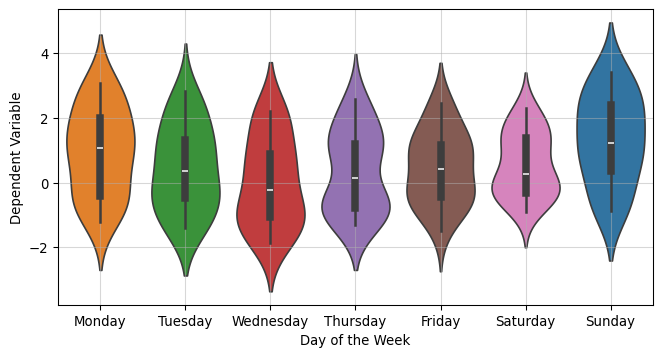 Dependent Variable
4
2
0
−2
Monday Tuesday Wednesday Thursday Friday Saturday Sunday
Day of the Week